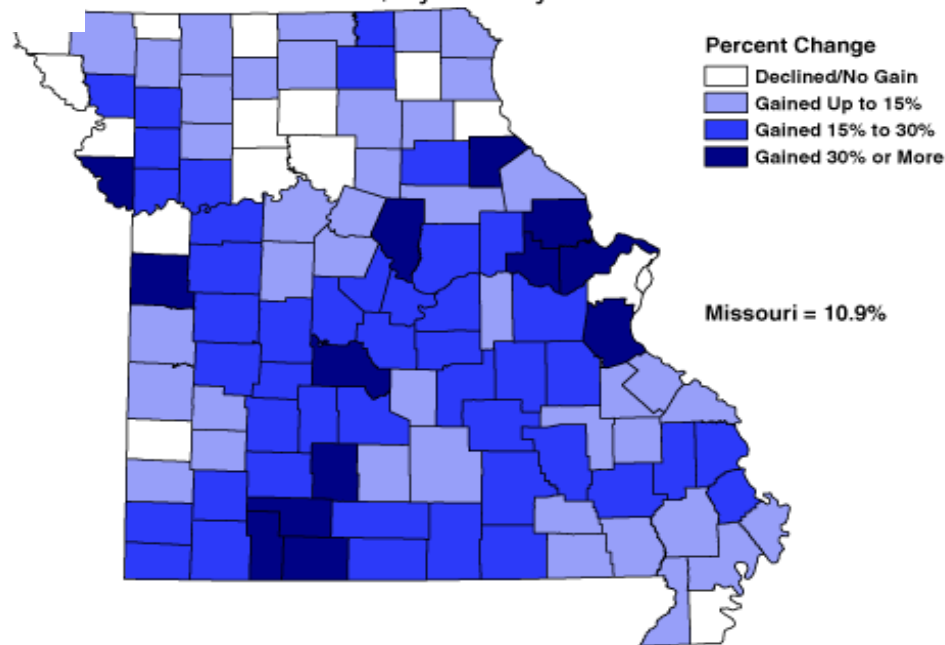 Percent Change
Declined/No Gain
Gained Up to 15%
Gained 15% to 30%
Gained 30% or More
Missouri = 10.9%